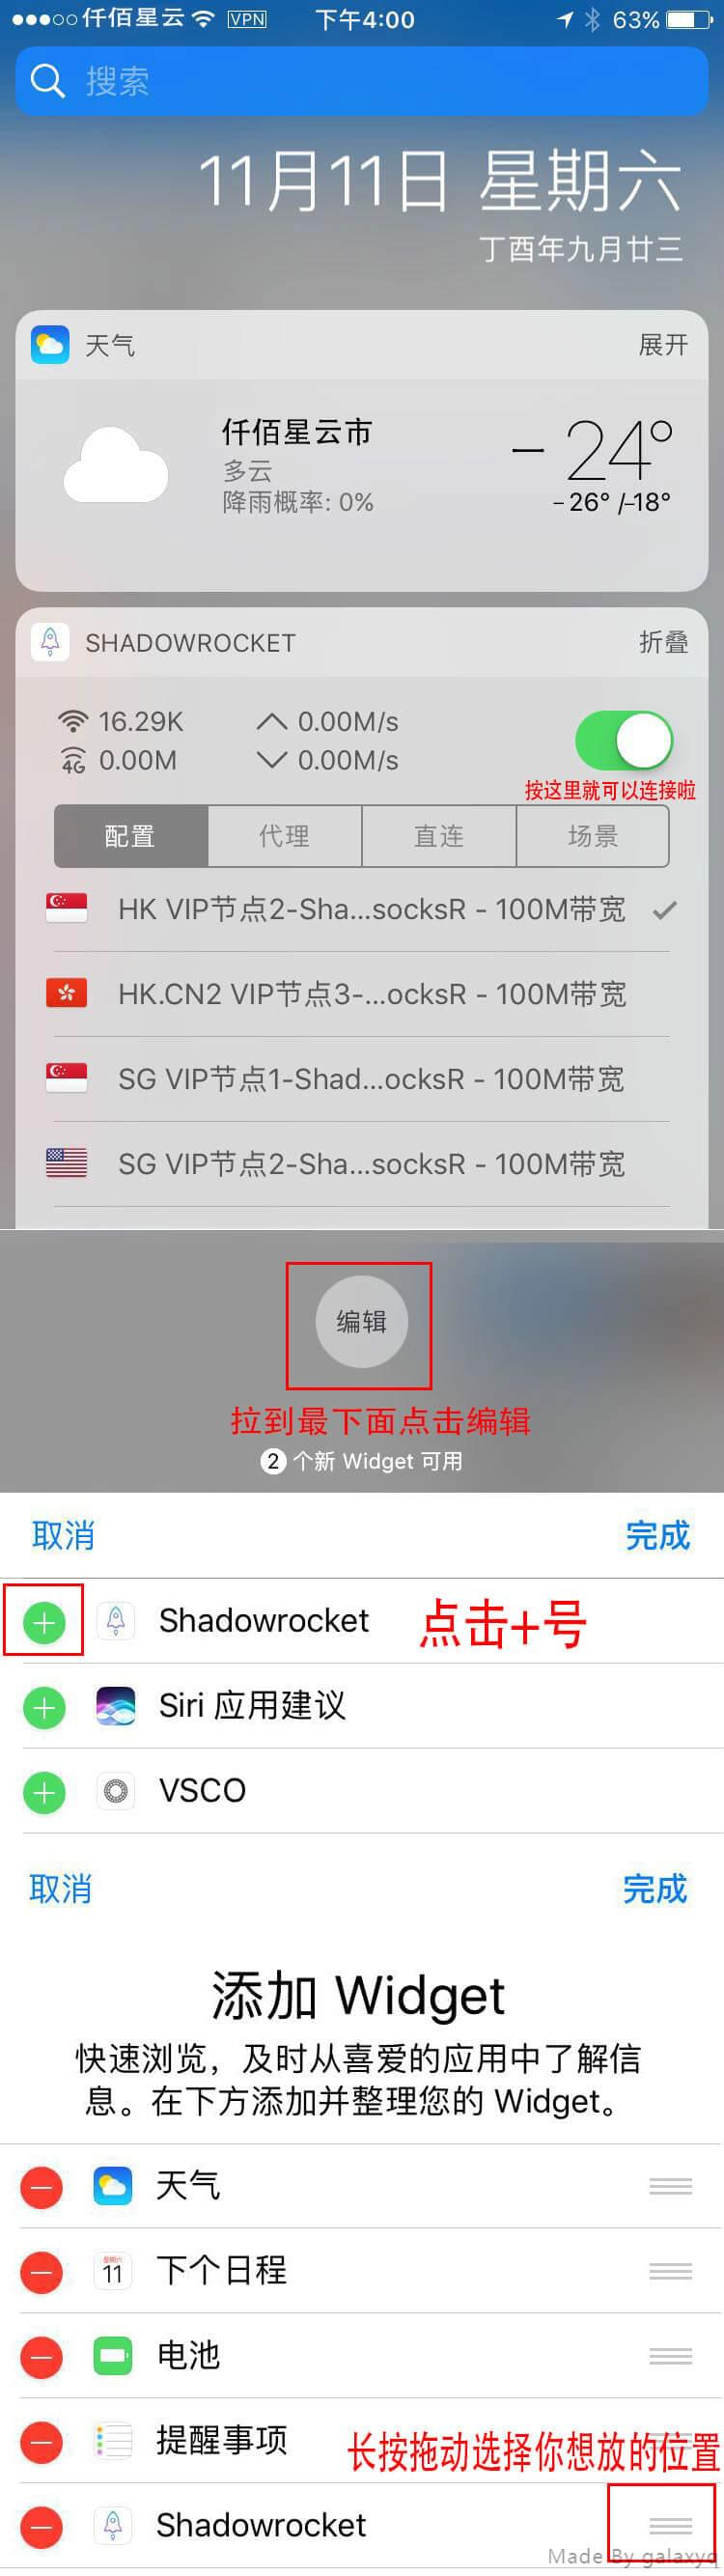 仟佰星云 VPN 下午4:00 63%
搜索
11月11日 星期六
丁酉年九月廿三
天气 展开
仟佰星云市
多云
降雨概率: 0%
- 24°
-26° /-18°
SHADOWROCKET 折叠
16.29K 0.00M/s
4G 0.00M 0.00M/s
按这里就可以连接啦
配置 代理 直连 场景
HK VIP节点2-Sha...socksR - 100M带宽
HK.CN2 VIP节点3-...ocksR - 100M带宽
SG VIP节点1-Shad...ocksR - 100M带宽
SG VIP节点2-Sha...socksR - 100M带宽
编辑
拉到最下面点击编辑
2 个新 Widget 可用
取消 完成
Shadowrocket 点击+号
Siri 应用建议
VSCO
取消 完成
添加 Widget
快速浏览，及时从喜爱的应用中了解信
息。在下方添加并整理您的 Widget。
天气
星期六
11 下个日程
电池
提醒事项
长按拖动选择你想放的位置
Shadowrocket
Made By galaxyq